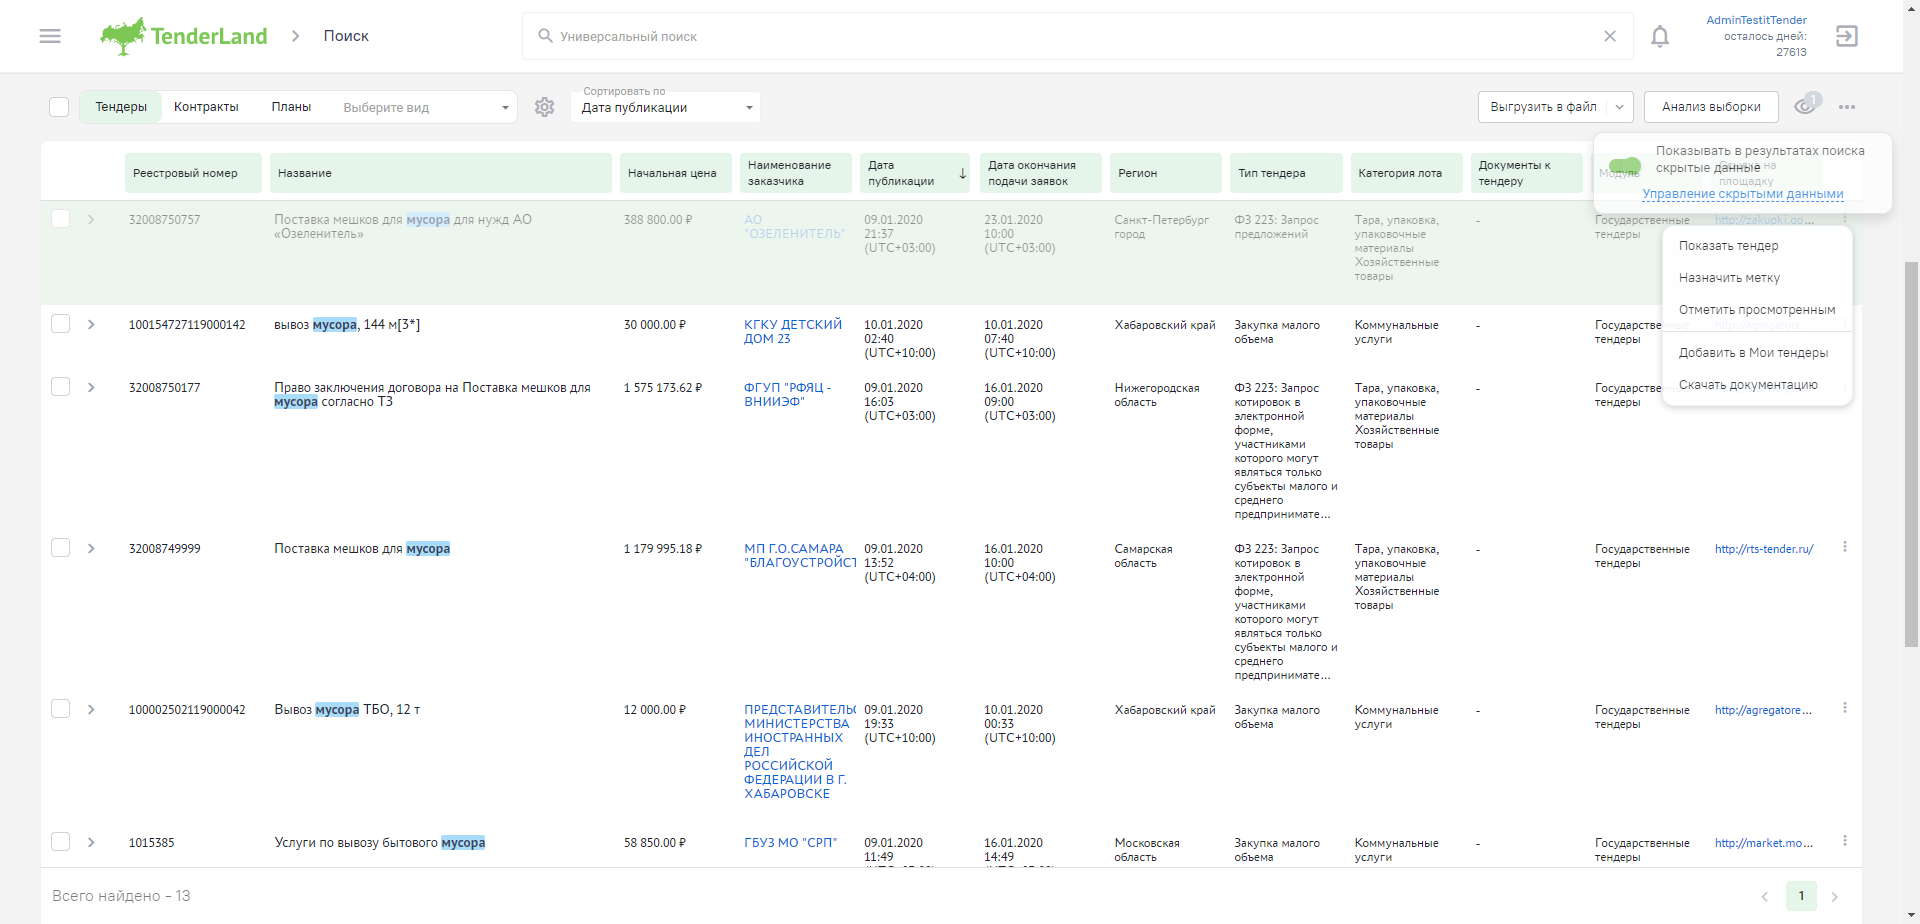 TenderLand
Поиск
Универсальный поиск
AdminTestitTender
осталось дней:
27613
Тендеры
Контракты
Планы
Выберите вид
Сортировать по
Дата публикации
Выгрузить в файл
Анализ выборки
1
Показывать в результатах поиска
скрытые данные
Управление скрытыми данными
Реестровый номер
Название
Начальная цена
Наименование
заказчика
Дата
публикации
Дата окончания
подачи заявок
Регион
Тип тендера
Категория лота
Документы к
тендеру
Модуль
Ссылка на
площадку
32008750757
Поставка мешков для мусора для нужд АО
«Озеленитель»
388 800.00 ₽
АО
"ОЗЕЛЕНИТЕЛЬ"
09.01.2020
21:37
(UTC+03:00)
23.01.2020
10:00
(UTC+03:00)
Санкт-Петербург
город
ФЗ 223: Запрос
предложений
Тара, упаковка,
упаковочные
материалы
Хозяйственные
товары
-
Государственные
тендеры
http://zakupki.go...
Показать тендер
Назначить метку
Отметить просмотренным
Добавить в Мои тендеры
Скачать документацию
100154727119000142
вывоз мусора, 144 м[3*]
30 000.00 ₽
КГКУ ДЕТСКИЙ
ДОМ 23
10.01.2020
02:40
(UTC+10:00)
10.01.2020
07:40
(UTC+10:00)
Хабаровский край
Закупка малого
объема
Коммунальные
услуги
-
Государственные
тендеры
http://agregatore...
32008750177
Право заключения договора на Поставка мешков для
мусора согласно ТЗ
1 575 173.62 ₽
ФГУП "РФЯЦ -
ВНИИЭФ"
09.01.2020
16:03
(UTC+03:00)
16.01.2020
09:00
(UTC+03:00)
Нижегородская
область
ФЗ 223: Запрос
котировок в
электронной
форме,
участниками
которого могут
являться только
субъекты малого и
среднего
предпринимате...
Тара, упаковка,
упаковочные
материалы
Хозяйственные
товары
-
Государственные
тендеры
32008749999
Поставка мешков для мусора
1 179 995.18 ₽
МП Г.О.САМАРА
"БЛАГОУСТРОЙСТ
09.01.2020
13:52
(UTC+04:00)
16.01.2020
10:00
(UTC+04:00)
Самарская
область
ФЗ 223: Запрос
котировок в
электронной
форме,
участниками
которого могут
являться только
субъекты малого и
среднего
предпринимате...
Тара, упаковка,
упаковочные
материалы
Хозяйственные
товары
-
Государственные
тендеры
http://rts-tender.ru/
100002502119000042
Вывоз мусора ТБО, 12 т
12 000.00 ₽
ПРЕДСТАВИТЕЛЬС
МИНИСТЕРСТВА
ИНОСТРАННЫХ
ДЕЛ
РОССИЙСКОЙ
ФЕДЕРАЦИИ В Г.
ХАБАРОВСКЕ
09.01.2020
19:33
(UTC+10:00)
10.01.2020
00:33
(UTC+10:00)
Хабаровский край
Закупка малого
объема
Коммунальные
услуги
-
Государственные
тендеры
http://agregatore...
1015385
Услуги по вывозу бытового мусора
58 850.00 ₽
ГБУЗ МО "СРП"
09.01.2020
11:49
16.01.2020
14:49
Московская
область
Закупка малого
объема
Коммунальные
услуги
-
Государственные
тендеры
http://market.mo...
Всего найдено - 13
1